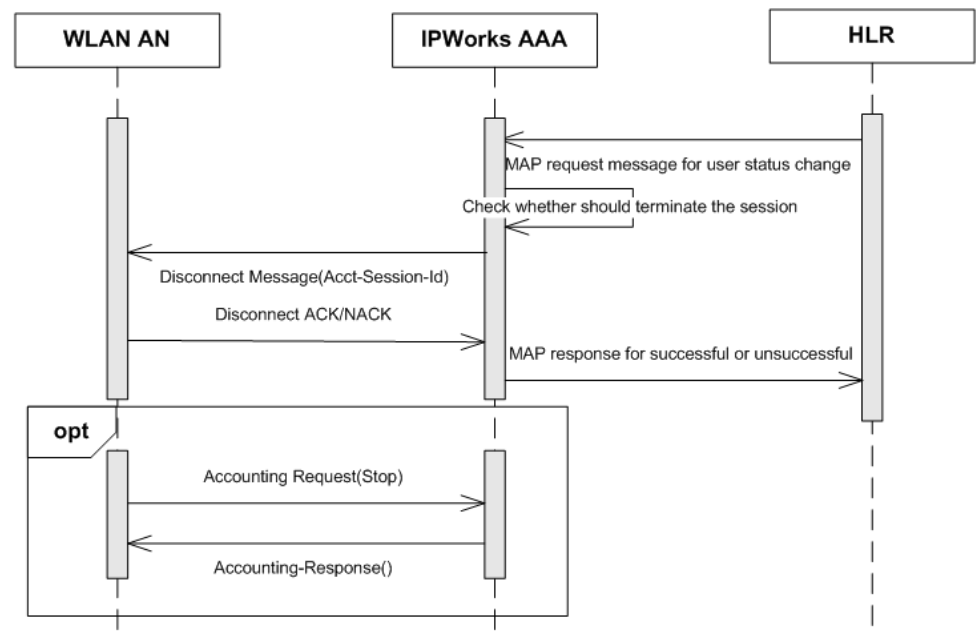 WLAN AN
IPWorks AAA
HLR
MAP request message for user status change
Check whether should terminate the session
Disconnect Message(Acct-Session-Id)
Disconnect ACK/NACK
MAP response for successful or unsuccessful
opt
Accounting Request(Stop)
Accounting-Response()